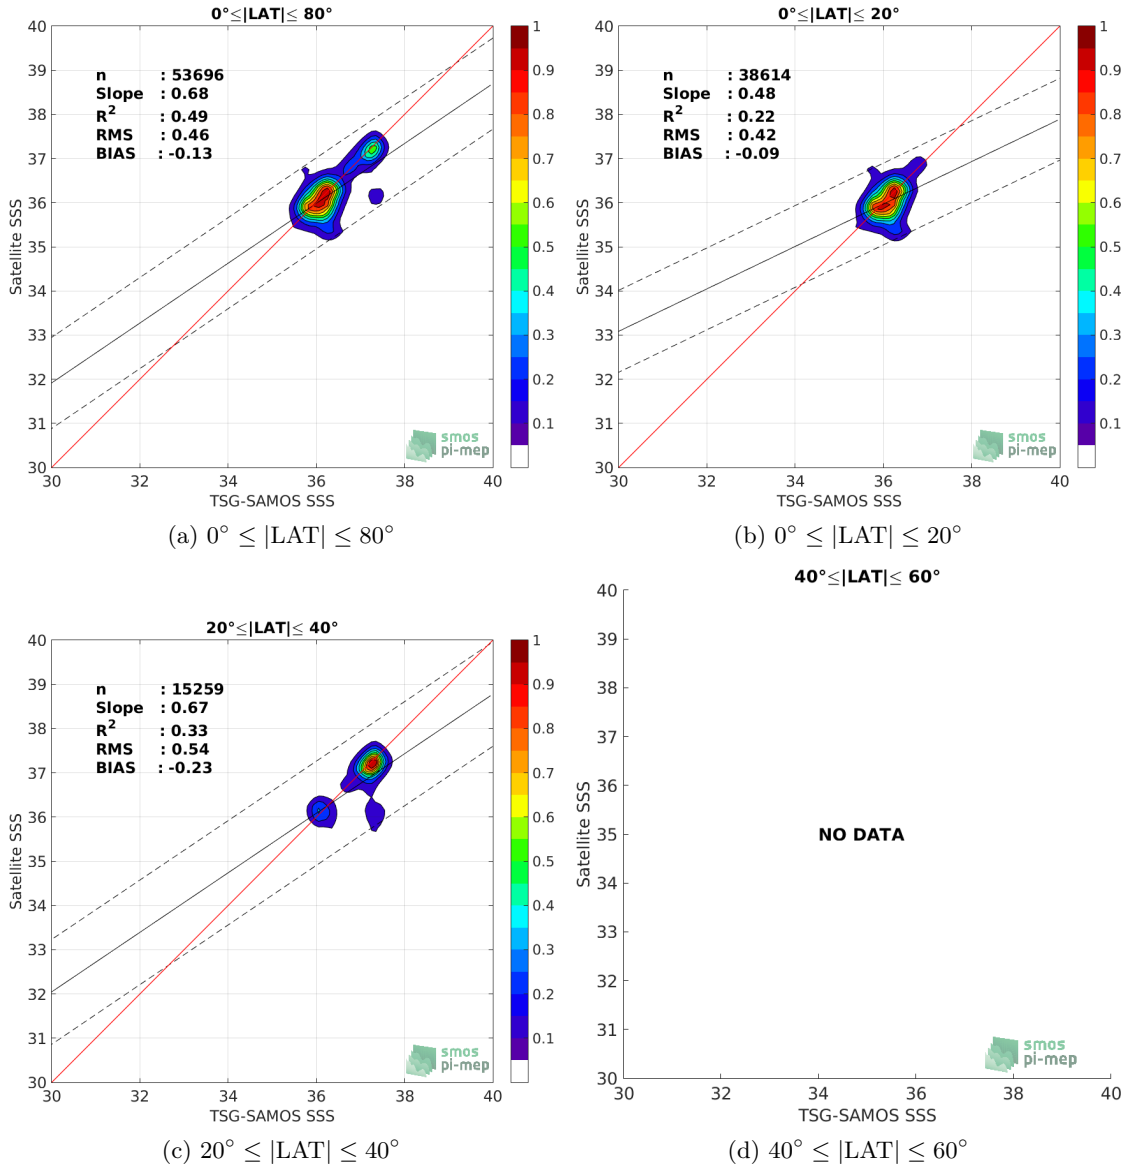 0°≤|LAT|≤ 80°
n : 53696
Slope : 0.68
R² : 0.49
RMS : 0.46
BIAS : -0.13
40
39
38
37
36
35
34
33
32
31
30
Satellite SSS
30 32 34 36 38 40
TSG-SAMOS SSS
1
0.9
0.8
0.7
0.6
0.5
0.4
0.3
0.2
0.1
smos
pi-mep
(a) 0° ≤ |LAT| ≤ 80°
0°≤|LAT|≤ 20°
n : 38614
Slope : 0.48
R² : 0.22
RMS : 0.42
BIAS : -0.09
40
39
38
37
36
35
34
33
32
31
30
Satellite SSS
30 32 34 36 38 40
TSG-SAMOS SSS
1
0.9
0.8
0.7
0.6
0.5
0.4
0.3
0.2
0.1
smos
pi-mep
(b) 0° ≤ |LAT| ≤ 20°
20°≤|LAT|≤ 40°
n : 15259
Slope : 0.67
R² : 0.33
RMS : 0.54
BIAS : -0.23
40
39
38
37
36
35
34
33
32
31
30
Satellite SSS
30 32 34 36 38 40
TSG-SAMOS SSS
1
0.9
0.8
0.7
0.6
0.5
0.4
0.3
0.2
0.1
smos
pi-mep
(c) 20° ≤ |LAT| ≤ 40°
40°≤|LAT|≤ 60°
40
39
38
37
36
35
34
33
32
31
30
Satellite SSS
NO DATA
30 32 34 36 38 40
TSG-SAMOS SSS
smos
pi-mep
(d) 40° ≤ |LAT| ≤ 60°